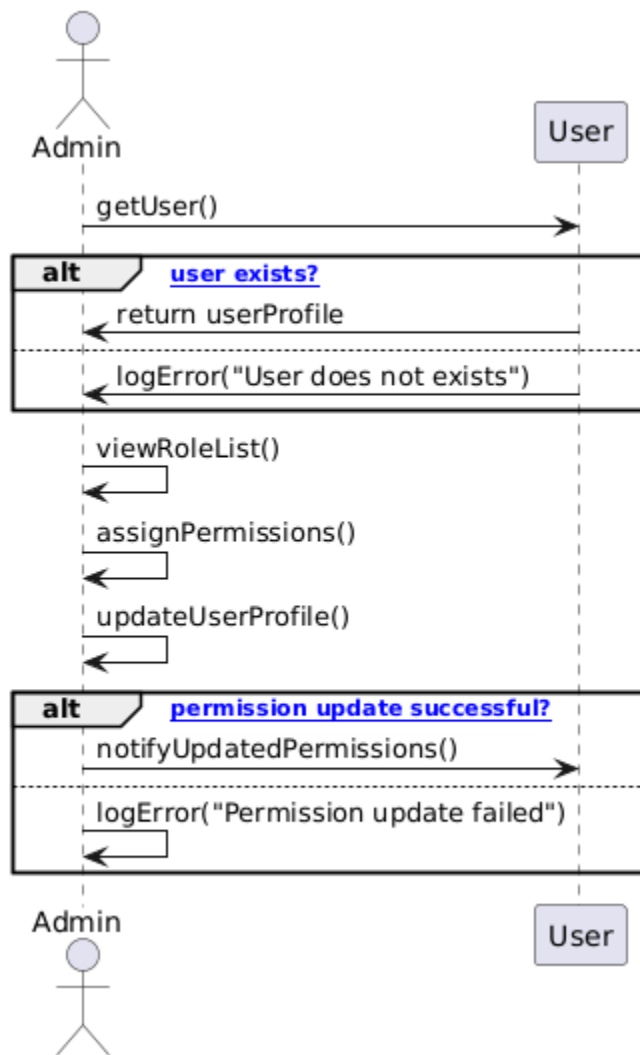 Admin
User
getUser()
alt user exists?
return userProfile
logError("User does not exists")
viewRoleList()
assignPermissions()
updateUserProfile()
alt permission update successful?
notifyUpdatedPermissions()
logError("Permission update failed")
Admin
User